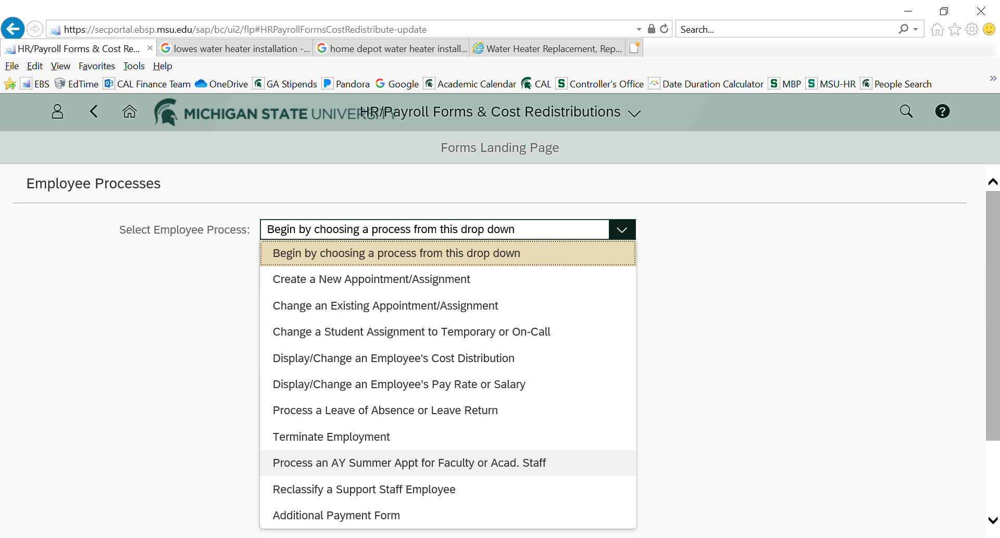 https://secportal.ebsp.msu.edu/sap/bc/ui2/flp#HRPayrollFormsCostRedistribute-update Search...
HR/Payroll Forms & Cost Re... lowes water heater installation -... home depot water heater install... Water Heater Replacement, Rep...
File Edit View Favorites Tools Help
EBS EdTime CAL Finance Team OneDrive GA Stipends Pandora Google Academic Calendar CAL Controller's Office Date Duration Calculator MBP MSU-HR People Search
MICHIGAN STATE UNIVERSITY HR/Payroll Forms & Cost Redistributions
Forms Landing Page
Employee Processes
Select Employee Process: Begin by choosing a process from this drop down
Begin by choosing a process from this drop down
Create a New Appointment/Assignment
Change an Existing Appointment/Assignment
Change a Student Assignment to Temporary or On-Call
Display/Change an Employee's Cost Distribution
Display/Change an Employee’s Pay Rate or Salary
Process a Leave of Absence or Leave Return
Terminate Employment
Process an AY Summer Appt for Faculty or Acad. Staff
Reclassify a Support Staff Employee
Additional Payment Form